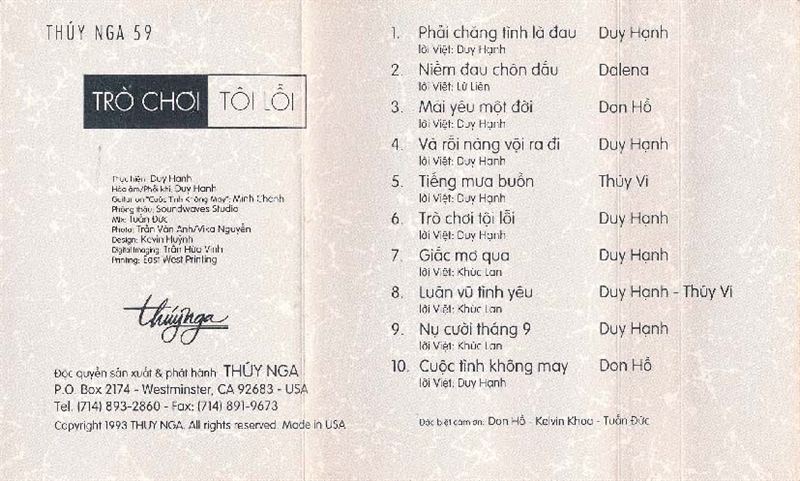 THÚY NGA 59
TRÒ CHƠI TỘI LỖI
Thực hiện: Duy Hạnh
Hòa âm/Phối khí: Duy Hạnh
Guitar on "Cuộc Tình Không May": Minh Chánh
Phòng thâu: Soundwaves Studio
Mix: Tuấn Đức
Photo: Trần Vân Anh/Vika Nguyễn
Design: Kevin Huỳnh
Digital Imaging: Trần Hữu Vinh
Printing: East West Printing
thúynga
Độc quyền sản xuất & phát hành THÚY NGA
P.O. Box 2174 - Westminster, CA 92683 - USA
Tel. (714) 893-2860 - Fax: (714) 891-9673
Copyright 1993 THUY NGA. All rights reserved. Made in USA
1. Phải chăng tình là đau Duy Hạnh
lời Việt: Duy Hạnh
2. Niềm đau chôn dấu Dalena
lời Việt: Lữ Liên
3. Mãi yêu một đời Don Hồ
lời Việt: Duy Hạnh
4. Và rồi nàng vội ra đi Duy Hạnh
lời Việt: Duy Hạnh
5. Tiếng mưa buồn Thúy Vi
lời Việt: Duy Hạnh
6. Trò chơi tội lỗi Duy Hạnh
lời Việt: Duy Hạnh
7. Giấc mơ qua Duy Hạnh
lời Việt: Khúc Lan
8. Luân vũ tình yêu Duy Hạnh - Thúy Vi
lời Việt: Khúc Lan
9. Nụ cười tháng 9 Duy Hạnh
lời Việt: Khúc Lan
10. Cuộc tình không may Don Hồ
lời Việt: Duy Hạnh
Đặc biệt cám ơn: Don Hồ - Kelvin Khoa - Tuấn Đức